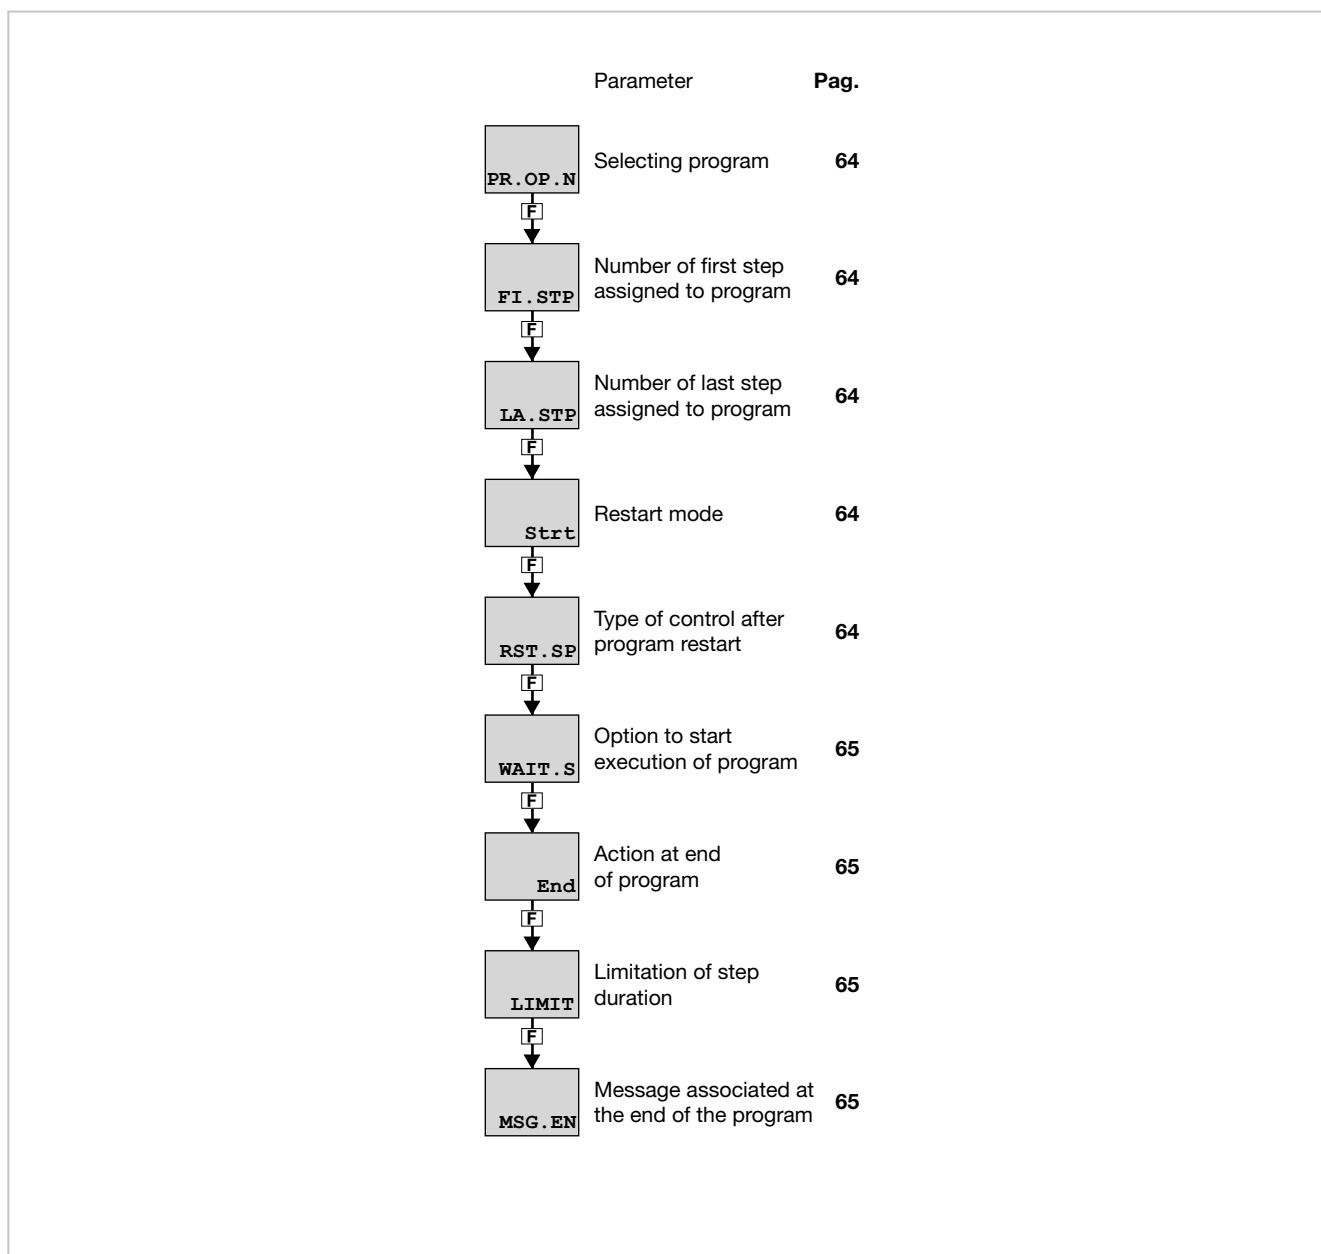 Parameter Pag.
PR.OP.N Selecting program 64
F
Number of first step
FI.STP assigned to program 64
F
Number of last step
LA.STP assigned to program 64
F
Strt Restart mode 64
F
Type of control after
RST.SP program restart 64
F
Option to start
WAIT.S execution of program 65
F
Action at end
End of program 65
F
Limitation of step
LIMIT duration 65
F
Message associated at
MSG.EN the end of the program 65